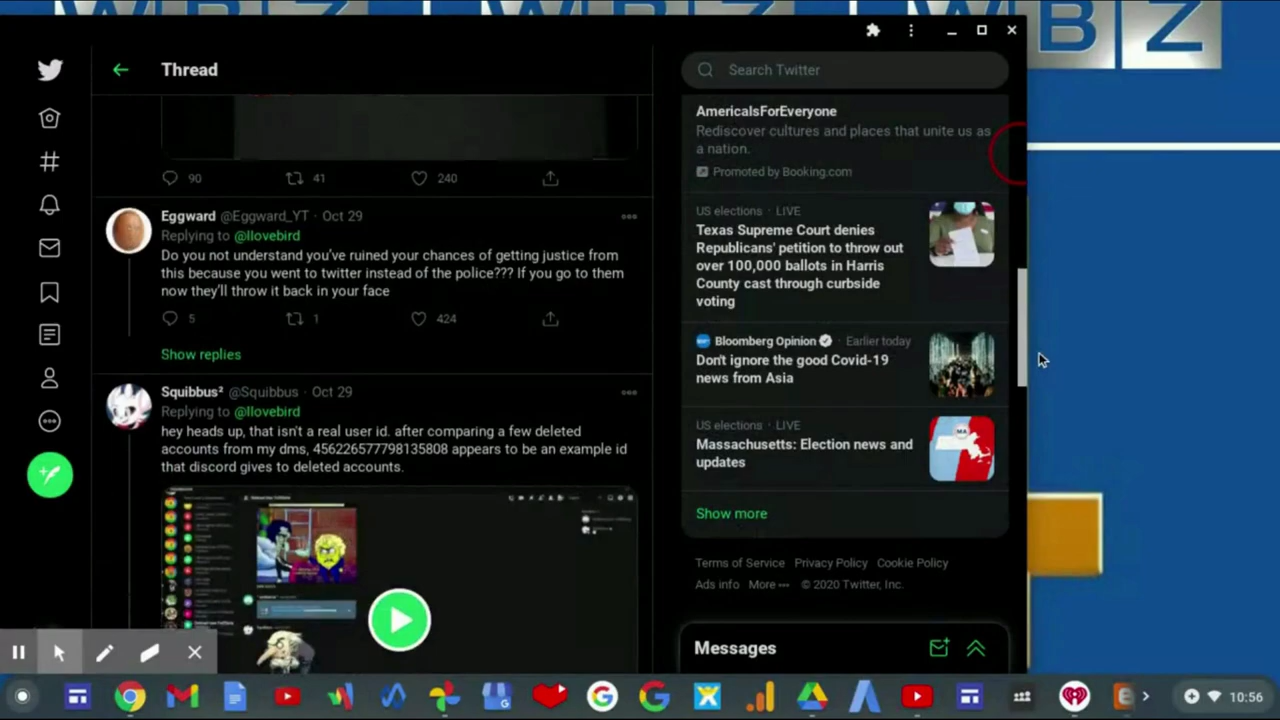 W B Z
Thread
Search Twitter
90
41
240
Eggward @Eggward_YT · Oct 29
Replying to @llovebird
Do you not understand you've ruined your chances of getting justice from
this because you went to twitter instead of the police??? If you go to them
now they'll throw it back in your face
5
1
424
Show replies
Squibbus² @Squibbus · Oct 29
Replying to @llovebird
hey heads up, that isn't a real user id. after comparing a few deleted
accounts from my dms, 456226577798135808 appears to be an example id
that discord gives to deleted accounts.
AmericaIsForEveryone
Rediscover cultures and places that unite us as
a nation.
Promoted by Booking.com
US elections · LIVE
Texas Supreme Court denies
Republicans' petition to throw out
over 100,000 ballots in Harris
County cast through curbside
voting
Bloomberg Opinion · Earlier today
Don't ignore the good Covid-19
news from Asia
US elections · LIVE
Massachusetts: Election news and
updates
MA
Show more
Terms of Service Privacy Policy Cookie Policy
Ads info More ••• © 2020 Twitter, Inc.
Messages
10:56